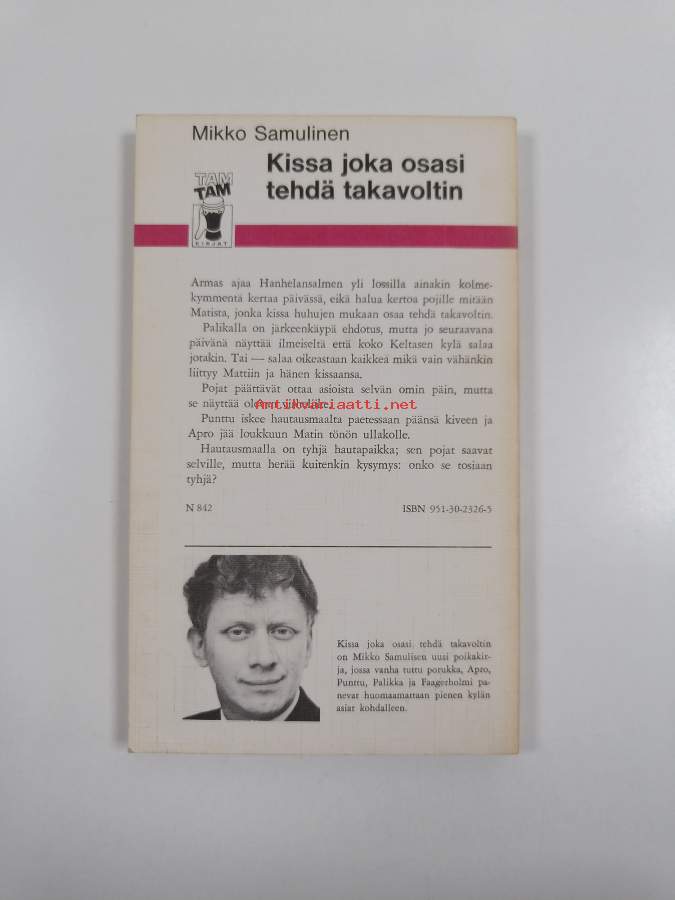 Mikko Samulinen
Kissa joka osasi
tehdä takavoltin
TAM
TAM
KIRJAT
Armas ajaa Hanhelansalmen yli lossilla ainakin kolme-
kymmentä kertaa päivässä, eikä halua kertoa pojille mitään
Matista, jonka kissa huhujen mukaan osaa tehdä takavoltin.
Palikalla on järkeenkäypä ehdotus, mutta jo seuraavana
päivänä näyttää ilmeiseltä että koko Keltasen kylä salaa
jotakin. Tai — salaa oikeastaan kaikkea mikä vain vähänkin
liittyy Mattiin ja hänen kissaansa.
Pojat päättävät ottaa asioista selvän omin päin, mutta
se näyttää olevan
Antikvariaatti.net
Punttu iskee hautausmaalta paetessaan päänsä kiveen ja
Apro jää loukkuun Matin tönön ullakolle.
Hautausmaalla on tyhjä hautapaikka; sen pojat saavat
selville, mutta herää kuitenkin kysymys: onko se tosiaan
tyhjä?
N 842
ISBN 951-30-2326-5
Kissa joka osasi tehdä takavoltin
on Mikko Samulisen uusi poikakir-
ja, jossa vanha tuttu porukka, Apro,
Punttu, Palikka ja Faagerholmi pa-
nevat huomaamattaan pienen kylän
asiat kohdalleen.